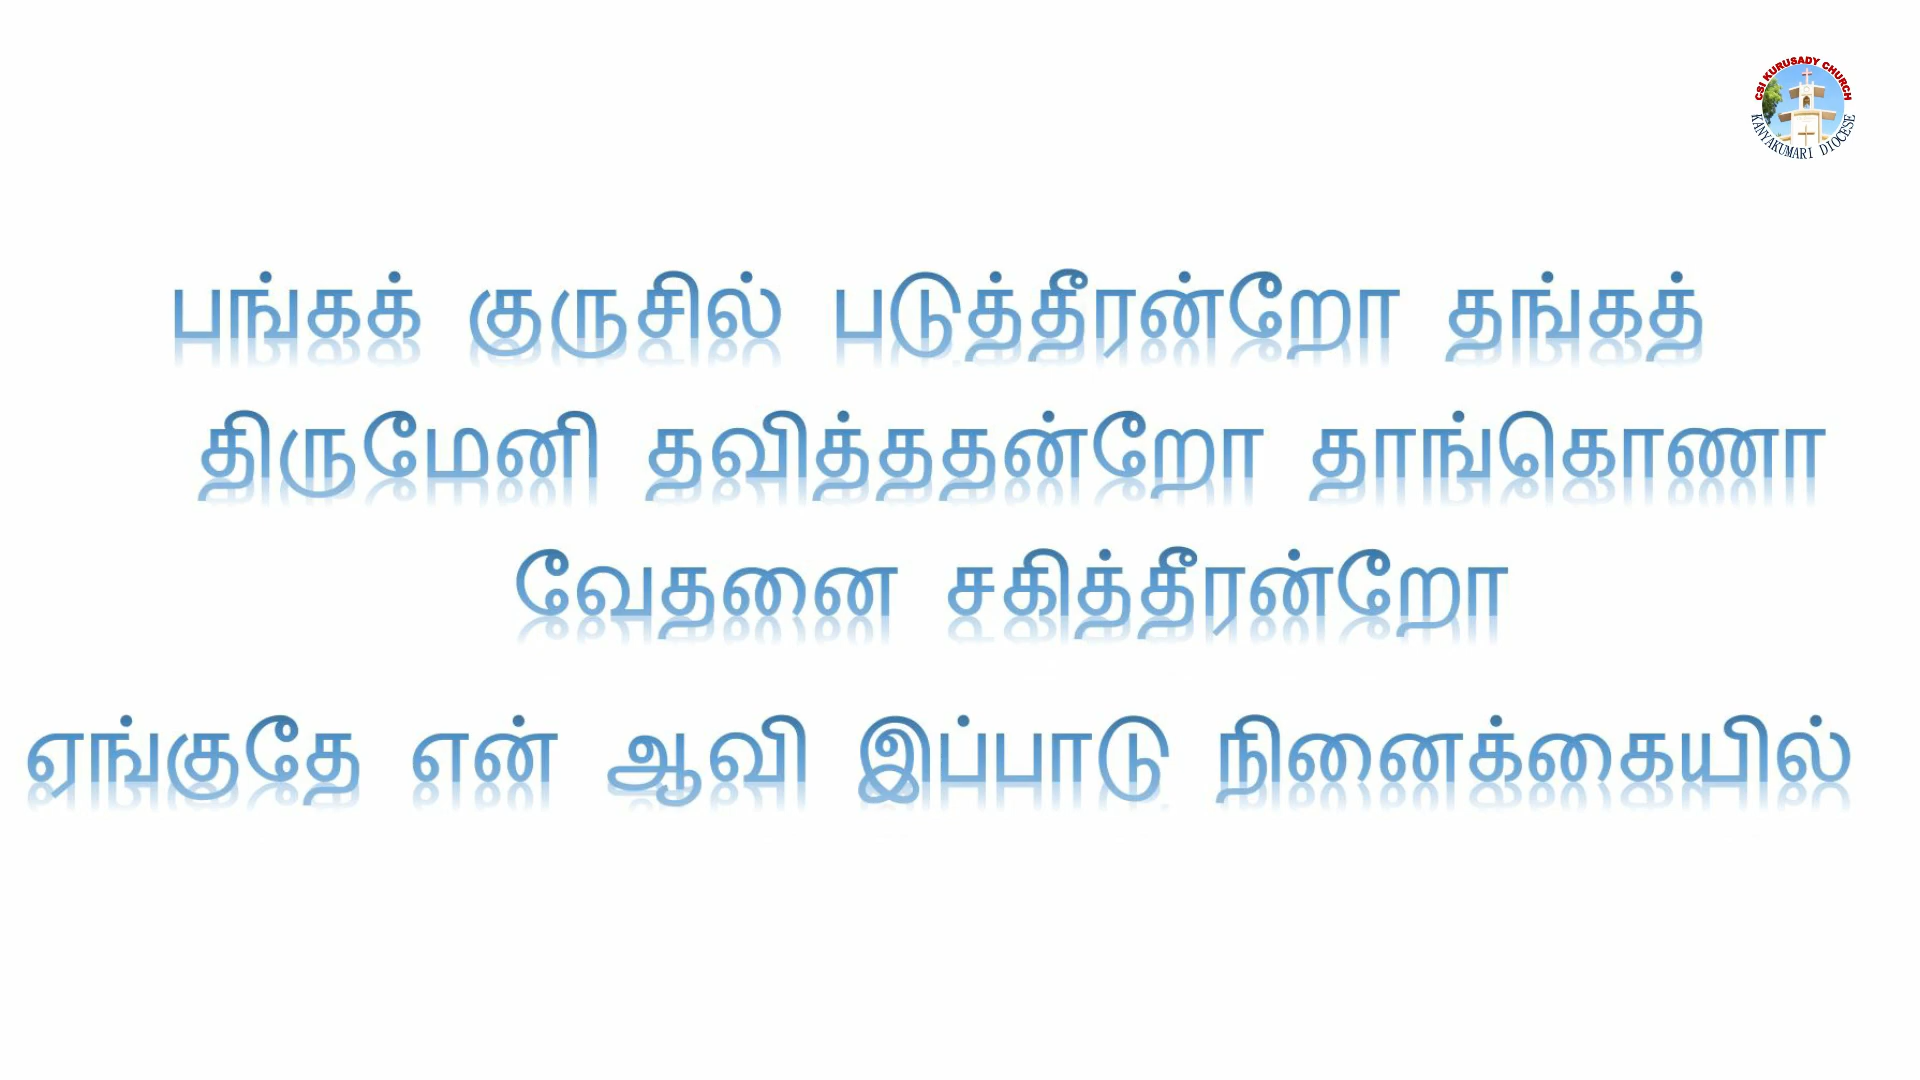 CSI KURUSADY CHURCH
KANYAKUMARI DIOCESE
பங்கக் குருசில் படுத்தீரன்றோ தங்கத்
திருமேனி தவித்ததன்றோ தாங்கொணா
வேதனை சகித்தீரன்றோ
ஏங்குதே என் ஆவி இப்பாடு நினைக்கையில்